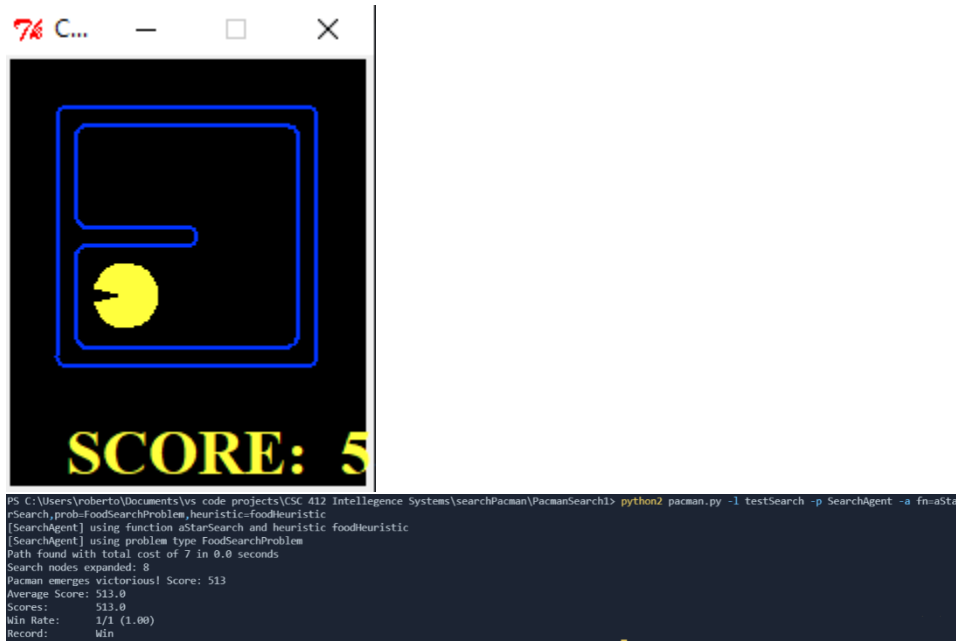 C...
SCORE: 5
PS C:\Users\roberto\Documents\vs code projects\CSC 412 Intellegence Systems\searchPacman\PacmanSearch1> python2 pacman.py -l testSearch -p SearchAgent -a fn=aSta
rSearch,prob=FoodSearchProblem,heuristic=foodHeuristic
[SearchAgent] using function aStarSearch and heuristic foodHeuristic
[SearchAgent] using problem type FoodSearchProblem
Path found with total cost of 7 in 0.0 seconds
Search nodes expanded: 8
Pacman emerges victorious! Score: 513
Average Score: 513.0
Scores:        513.0
Win Rate:      1/1 (1.00)
Record:        Win